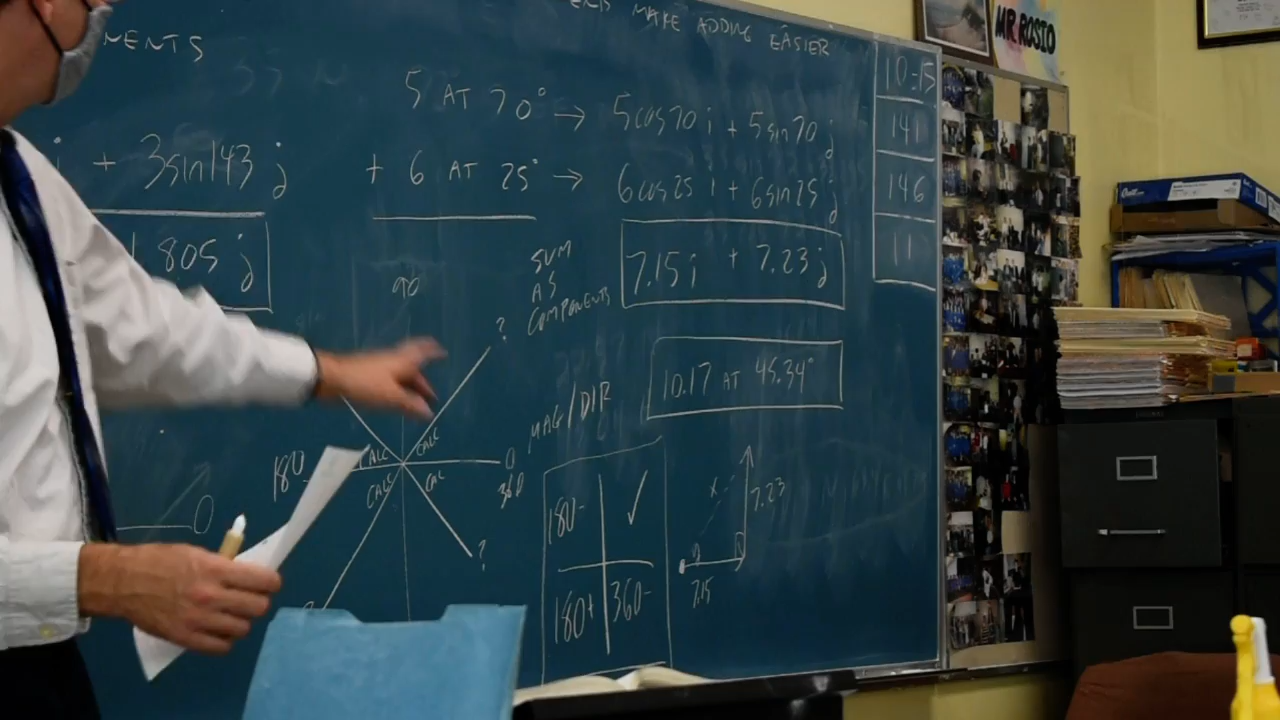 MAKE ADDING EASIER
MR ROSIO
NENTS
10-15
141
146
11
5 AT 70° → 5cos70 i + 5sin70 j
i + 3sin143 j
+ 6 AT 25° → 6cos25 i + 6sin25 j
805 j
SUM
AS
COMPONENTS
7.15 i + 7.23 j
90
?
MAG/DIR
10.17 AT 45.34°
CALC
CALC
CALC
CALC
180
0
360
?
0
180-
✓
180+
360-
x
7.23
θ
7.15